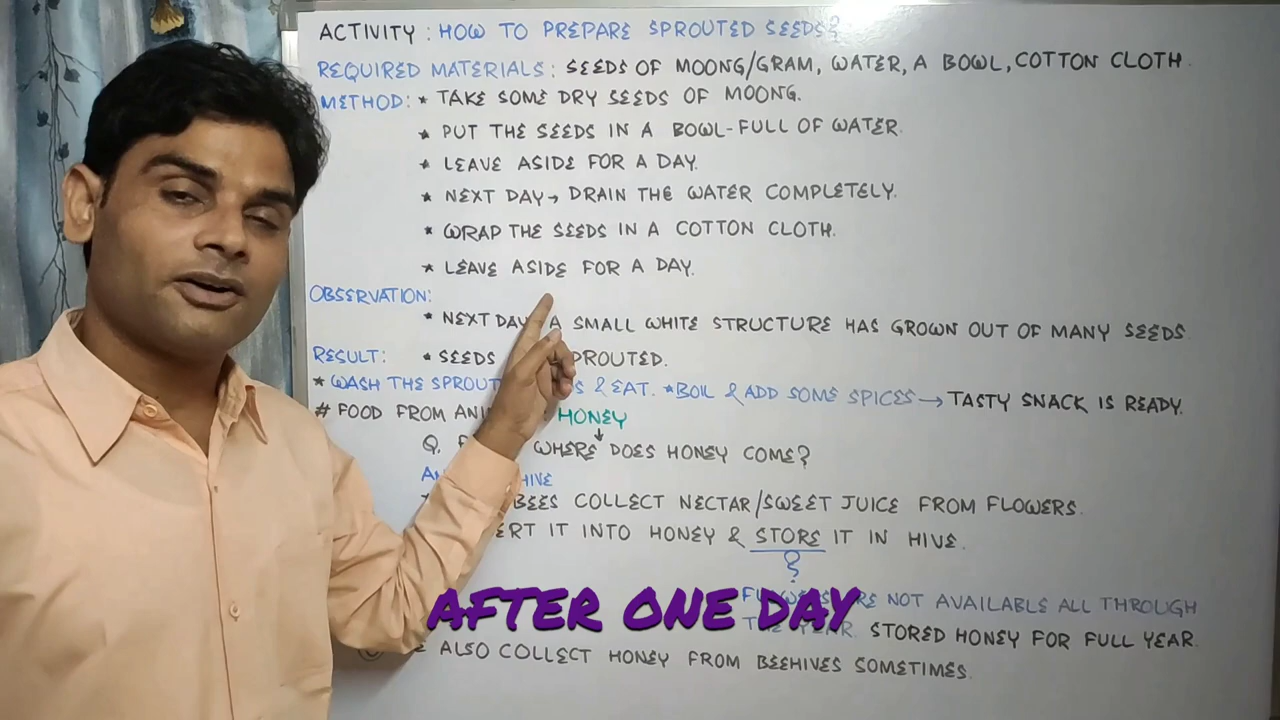 ACTIVITY : HOW TO PREPARE SPROUTED SEEDS?
REQUIRED MATERIALS : SEEDS OF MOONG/GRAM, WATER, A BOWL, COTTON CLOTH.
METHOD: * TAKE SOME DRY SEEDS OF MOONG.
* PUT THE SEEDS IN A BOWL-FULL OF WATER.
* LEAVE ASIDE FOR A DAY.
* NEXT DAY → DRAIN THE WATER COMPLETELY.
* WRAP THE SEEDS IN A COTTON CLOTH.
* LEAVE ASIDE FOR A DAY.
OBSERVATION:
* NEXT DAY A SMALL WHITE STRUCTURE HAS GROWN OUT OF MANY SEEDS.
RESULT: * SEEDS SPROUTED.
* WASH THE & EAT. * BOIL & ADD SOME SPICES → TASTY SNACK IS READY.
# FOOD FROM HONEY
Q. WHERE DOES HONEY COME?
BEES COLLECT NECTAR/SWEET JUICE FROM FLOWERS.
IT INTO HONEY & STORE IT IN HIVE.
?
NOT AVAILABLE ALL THROUGH
AFTER ONE DAY
YEAR. STORED HONEY FOR FULL YEAR.
ALSO COLLECT HONEY FROM BEEHIVES SOMETIMES.